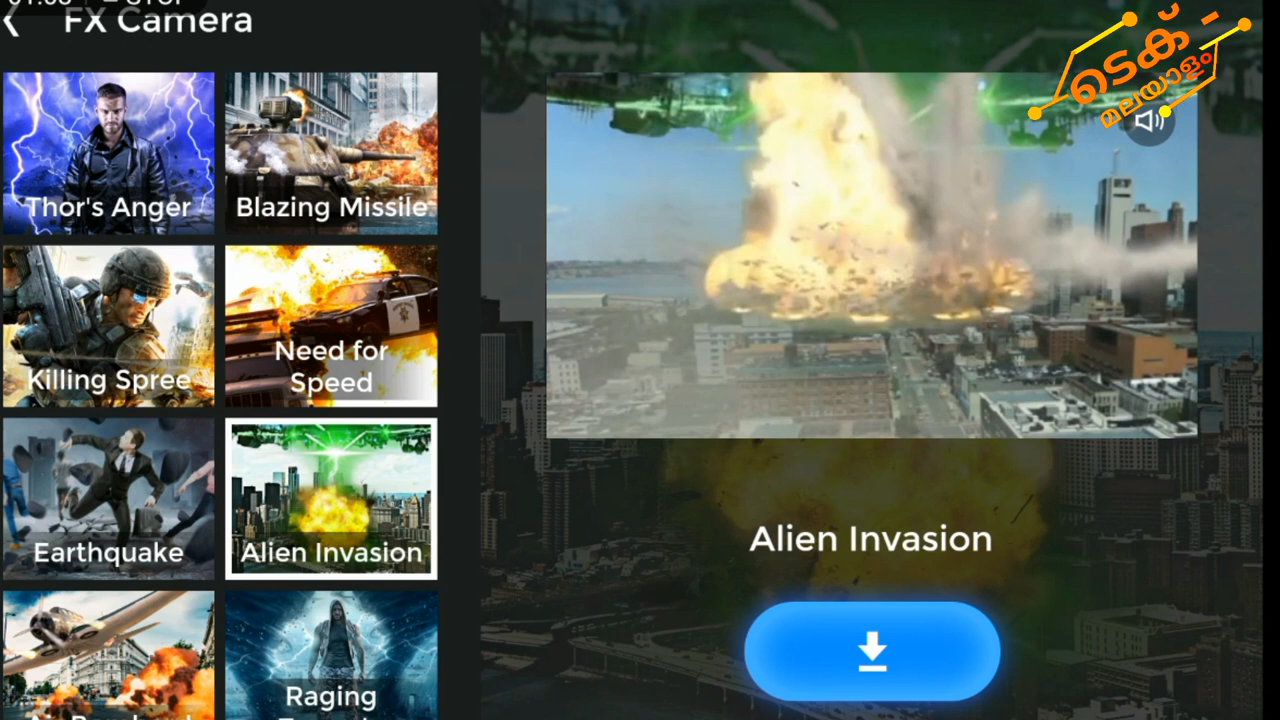 FX Camera
Thor's Anger
Blazing Missile
Killing Spree
Need for
Speed
Earthquake
Alien Invasion
Raging
Alien Invasion
ടെക്
മലയാളം